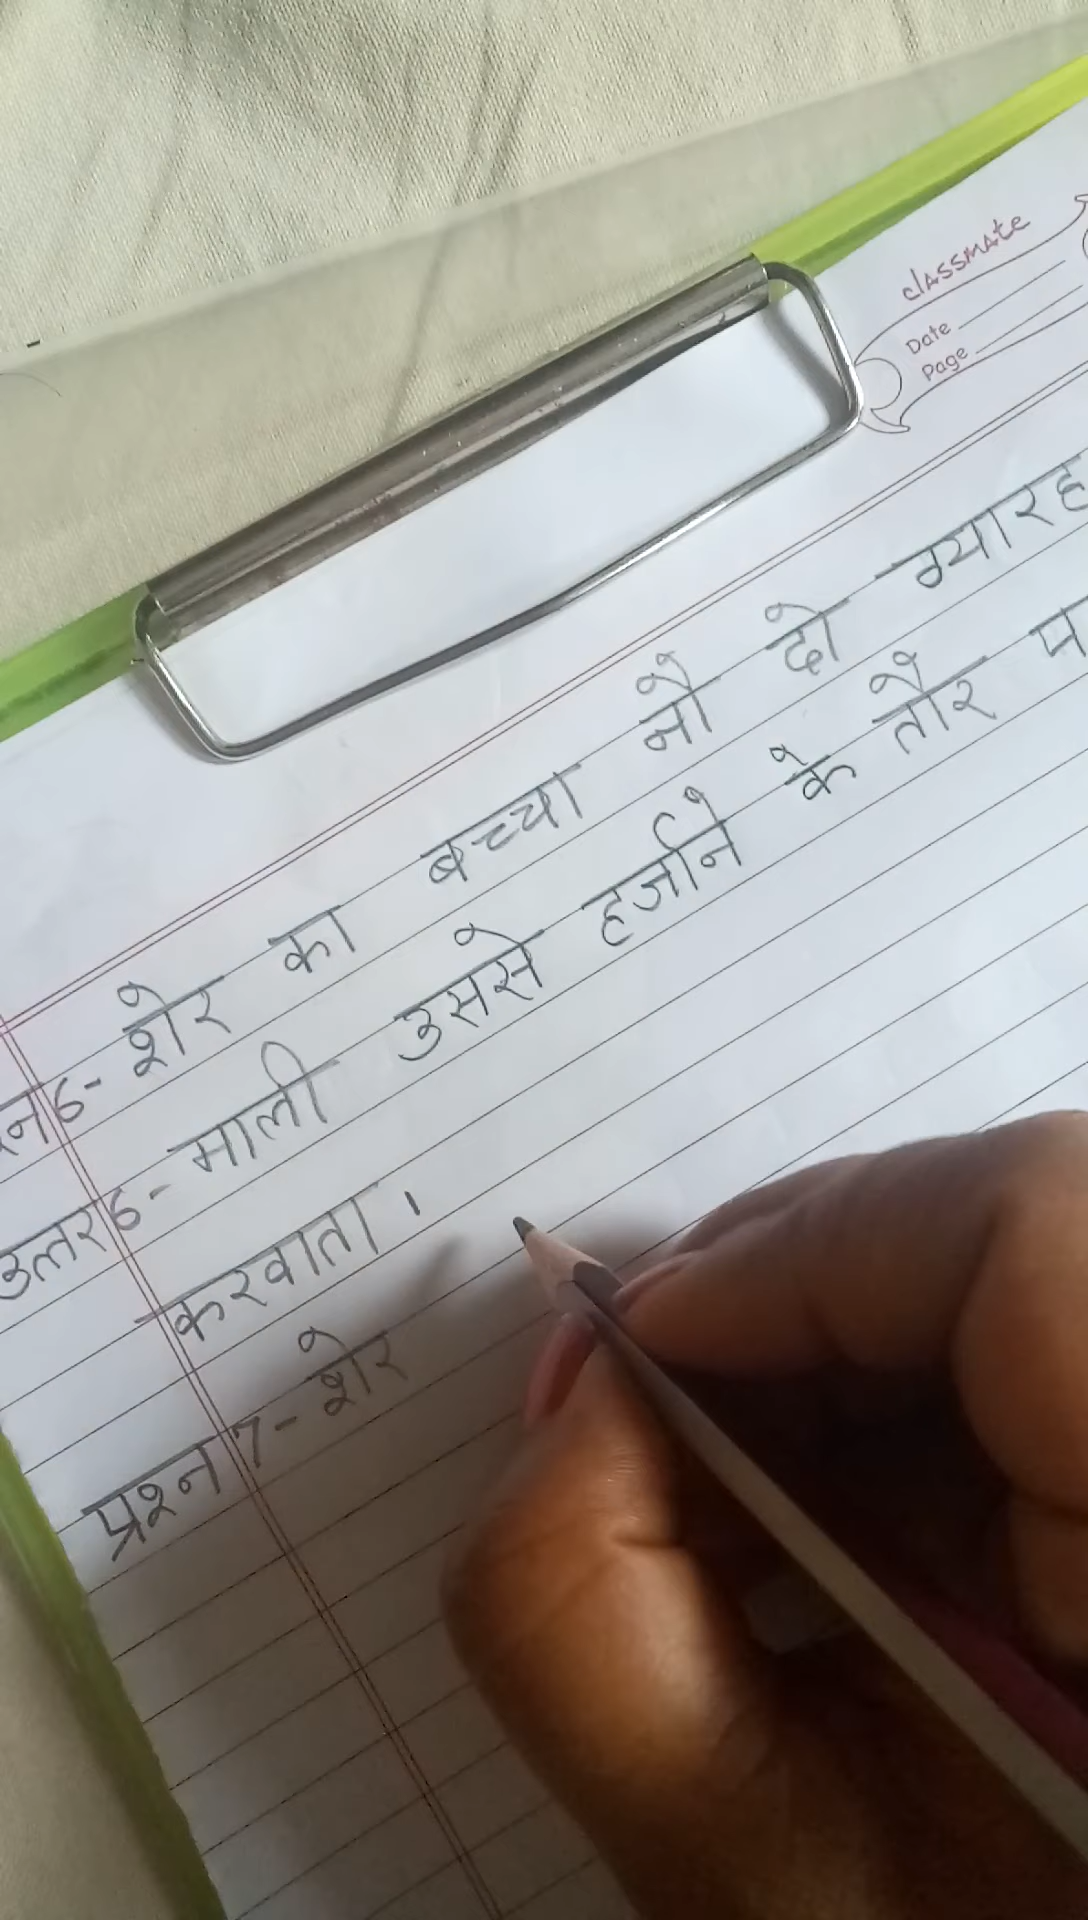 classmate
Date
Page
न 6- शेर का बच्चा नौ दो ग्यारह
उत्तर 6- माली उससे हर्जाने के तौर प
करवाता ।
प्रश्न 7- शेर